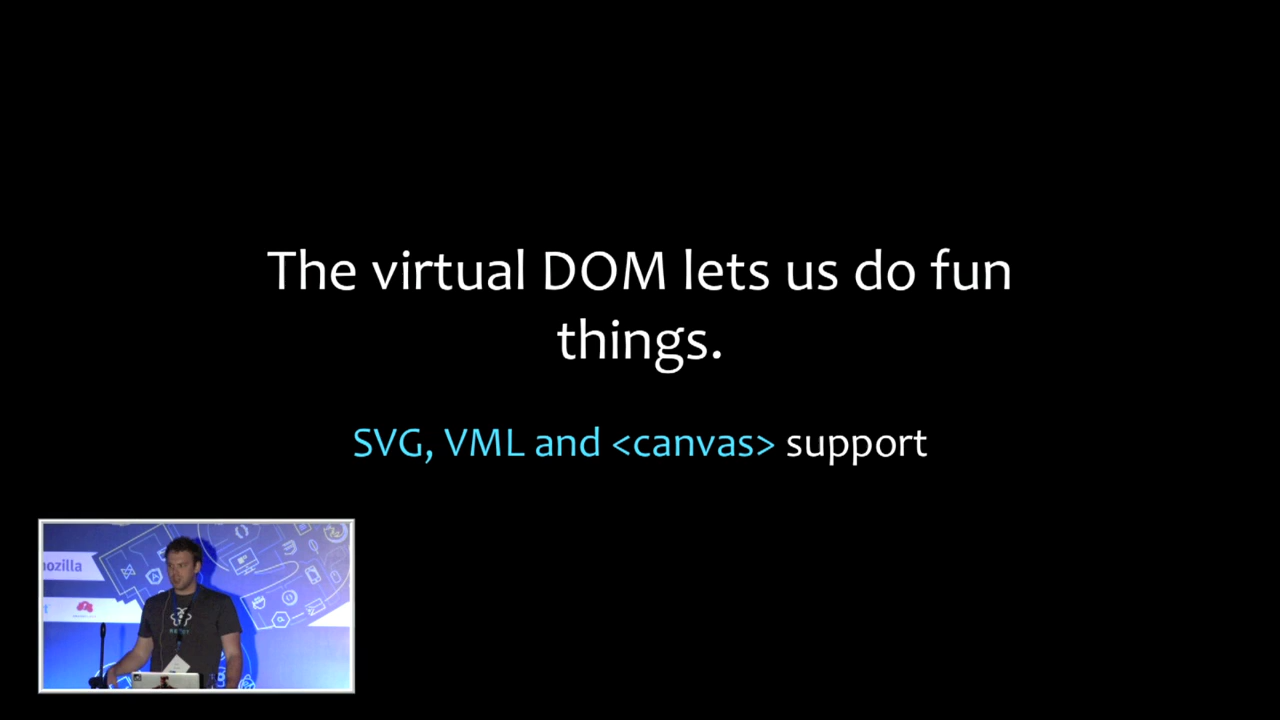 The virtual DOM lets us do fun
things.
SVG, VML and <canvas> support
mozilla